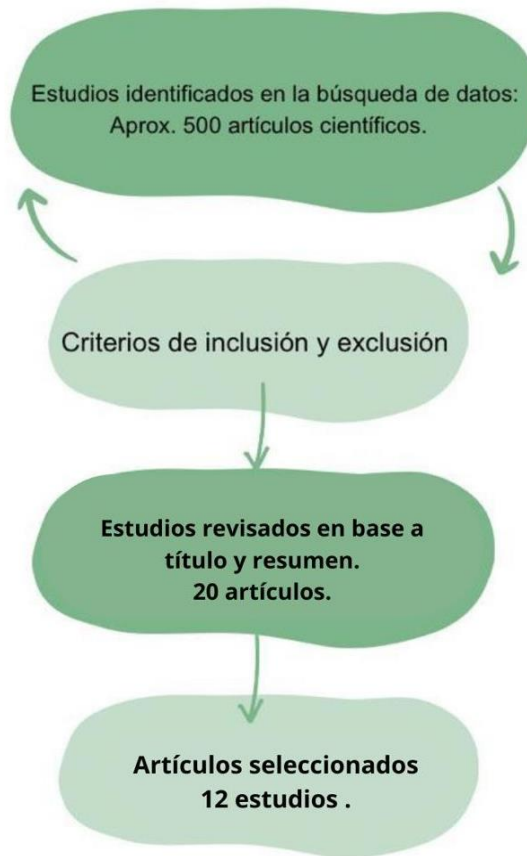 Estudios identificados en la búsqueda de datos:
Aprox. 500 artículos científicos.
Criterios de inclusión y exclusión
Estudios revisados en base a
título y resumen.
20 artículos.
Artículos seleccionados
12 estudios .